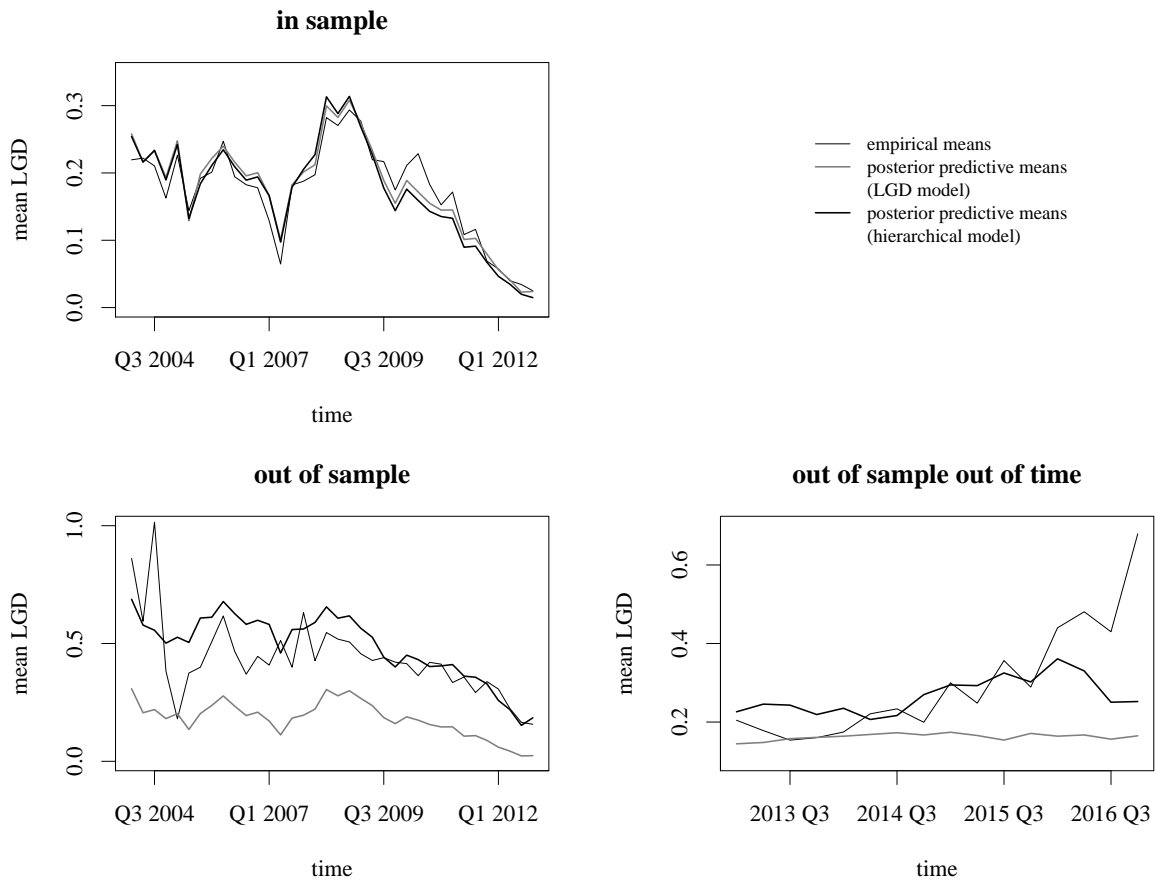 in sample
mean LGD
0.0 0.1 0.2 0.3
Q3 2004 Q1 2007 Q3 2009 Q1 2012
time
empirical means
posterior predictive means
(LGD model)
posterior predictive means
(hierarchical model)
out of sample
mean LGD
0.0 0.5 1.0
Q3 2004 Q1 2007 Q3 2009 Q1 2012
time
out of sample out of time
mean LGD
0.2 0.4 0.6
2013 Q3 2014 Q3 2015 Q3 2016 Q3
time